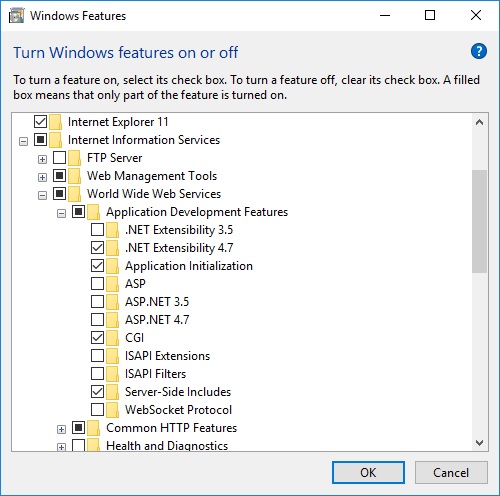 Windows Features
Turn Windows features on or off
?
To turn a feature on, select its check box. To turn a feature off, clear its check box. A filled
box means that only part of the feature is turned on.
Internet Explorer 11
Internet Information Services
FTP Server
Web Management Tools
World Wide Web Services
Application Development Features
.NET Extensibility 3.5
.NET Extensibility 4.7
Application Initialization
ASP
ASP.NET 3.5
ASP.NET 4.7
CGI
ISAPI Extensions
ISAPI Filters
Server-Side Includes
WebSocket Protocol
Common HTTP Features
Health and Diagnostics
OK Cancel